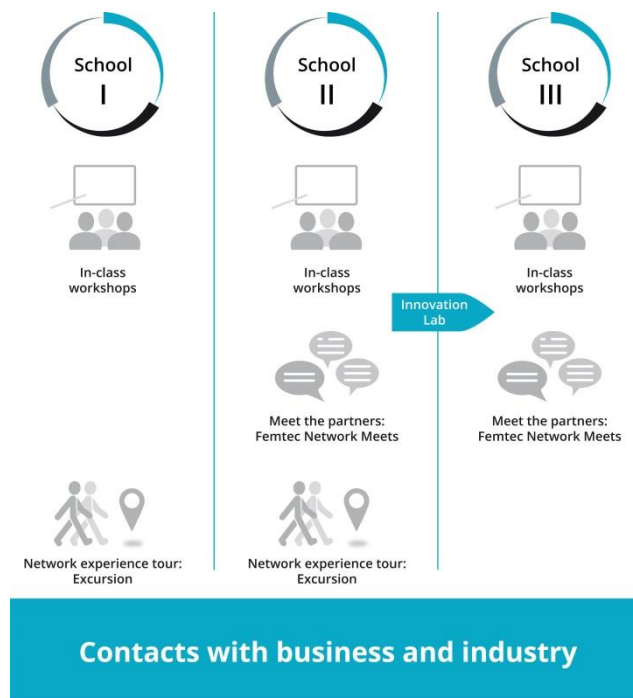 School
I
In-class
workshops
Network experience tour:
Excursion
School
II
In-class
workshops
Meet the partners:
Femtec Network Meets
Network experience tour:
Excursion
Innovation
Lab
School
III
In-class
workshops
Meet the partners:
Femtec Network Meets
Contacts with business and industry